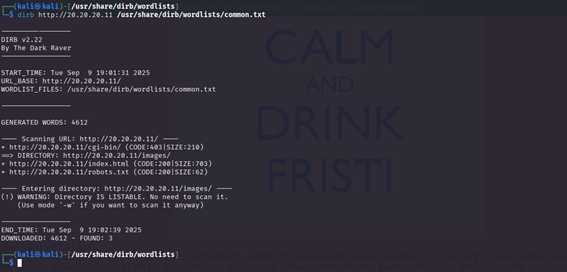 ┌──(kali㉿kali)-[/usr/share/dirb/wordlists]
└─$ dirb http://20.20.20.11 /usr/share/dirb/wordlists/common.txt
-----------------
DIRB v2.22
By The Dark Raver
-----------------
START_TIME: Tue Sep  9 19:01:31 2025
URL_BASE: http://20.20.20.11/
WORDLIST_FILES: /usr/share/dirb/wordlists/common.txt
-----------------
GENERATED WORDS: 4612
---- Scanning URL: http://20.20.20.11/ ----
+ http://20.20.20.11/cgi-bin/ (CODE:403|SIZE:210)
==> DIRECTORY: http://20.20.20.11/images/
+ http://20.20.20.11/index.html (CODE:200|SIZE:703)
+ http://20.20.20.11/robots.txt (CODE:200|SIZE:62)
---- Entering directory: http://20.20.20.11/images/ ----
(!) WARNING: Directory IS LISTABLE. No need to scan it.
    (Use mode '-w' if you want to scan it anyway)
-----------------
END_TIME: Tue Sep  9 19:02:39 2025
DOWNLOADED: 4612 - FOUND: 3
┌──(kali㉿kali)-[/usr/share/dirb/wordlists]
└─$
CALM
AND
DRINK
FRISTI